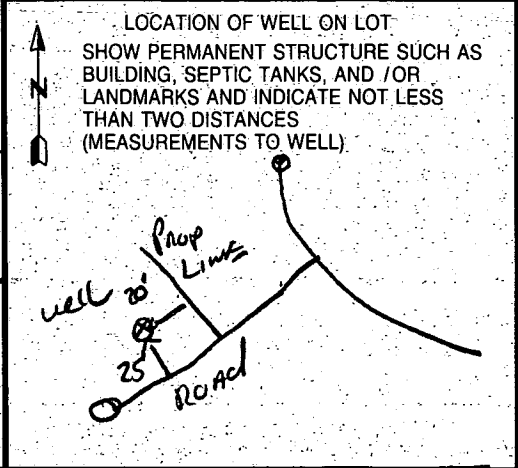 LOCATION OF WELL ON LOT
SHOW PERMANENT STRUCTURE SUCH AS
BUILDING, SEPTIC TANKS, AND /OR
LANDMARKS AND INDICATE NOT LESS
THAN TWO DISTANCES
(MEASUREMENTS TO WELL)
N
Prop
Line
well 20'
25'
ROAD